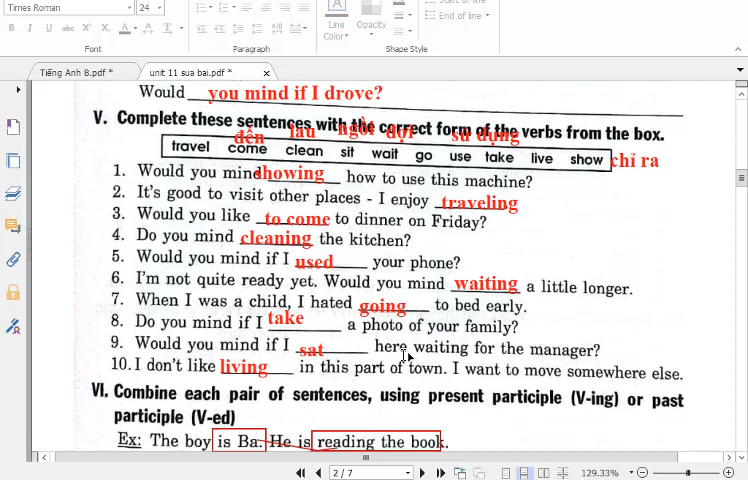 Times Roman 24
Line Color
Opacity
Start of line
End of line
Font Paragraph Shape Style
Tiếng Anh 8.pdf * unit 11 sua bai.pdf *
Would you mind if I drove?
V. Complete these sentences with the correct form of the verbs from the box.
đến lau ngồi đợi sử dụng
travel come clean sit wait go use take live show chỉ ra
1. Would you mind showing how to use this machine?
2. It's good to visit other places - I enjoy traveling
3. Would you like to come to dinner on Friday?
4. Do you mind cleaning the kitchen?
5. Would you mind if I used your phone?
6. I'm not quite ready yet. Would you mind waiting a little longer.
7. When I was a child, I hated going to bed early.
8. Do you mind if I take a photo of your family?
9. Would you mind if I sat here waiting for the manager?
10. I don't like living in this part of town. I want to move somewhere else.
VI. Combine each pair of sentences, using present participle (V-ing) or past
participle (V-ed)
Ex: The boy is Ba. He is reading the book.
2 / 7 129.33%